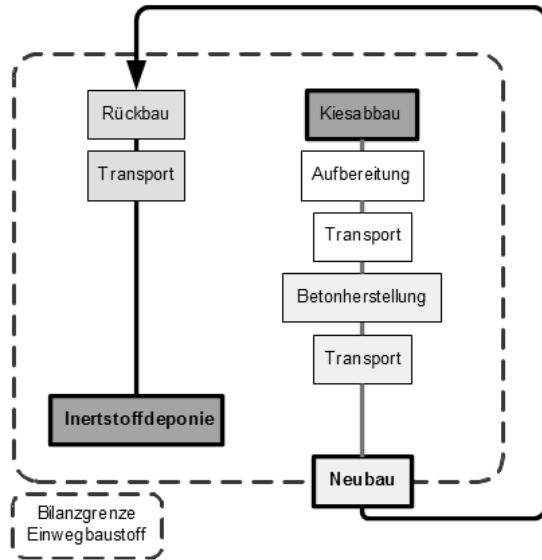 Rückbau
Transport
Inertstoffdeponie
Kiesabbau
Aufbereitung
Transport
Betonherstellung
Transport
Neubau
Bilanzgrenze
Einwegbaustoff